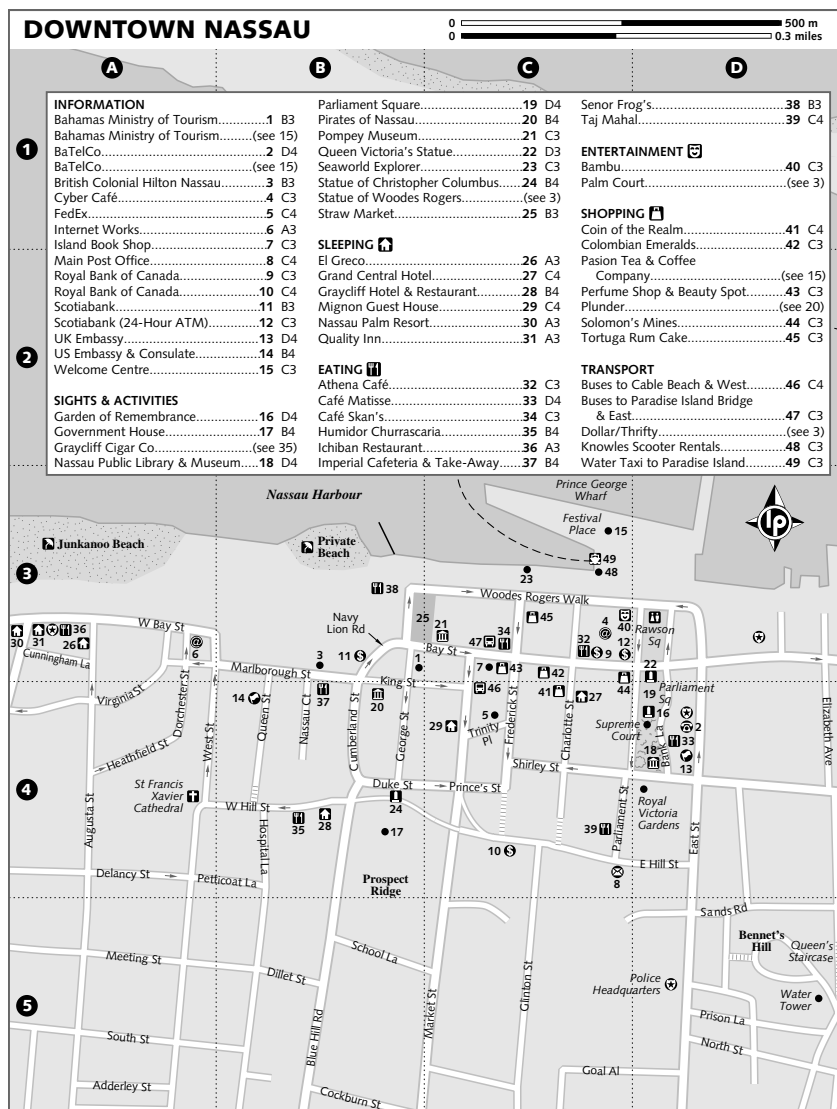 DOWNTOWN NASSAU
0 500 m
0 0.3 miles
A B C D
1
2
3
4
5
INFORMATION
Bahamas Ministry of Tourism..............1 B3
Bahamas Ministry of Tourism........(see 15)
BaTelCo..............2 D4
BaTelCo..............(see 15)
British Colonial Hilton Nassau..............3 B3
Cyber Café..............4 C3
FedEx..............5 C4
Internet Works..............6 A3
Island Book Shop..............7 C3
Main Post Office..............8 C4
Royal Bank of Canada..............9 C3
Royal Bank of Canada..............10 C4
Scotiabank..............11 B3
Scotiabank (24-Hour ATM)..............12 C3
UK Embassy..............13 D4
US Embassy & Consulate..............14 B4
Welcome Centre..............15 C3
SIGHTS & ACTIVITIES
Garden of Remembrance..............16 D4
Government House..............17 B4
Graycliff Cigar Co..............(see 35)
Nassau Public Library & Museum..18 D4
Parliament Square..............19 D4
Pirates of Nassau..............20 B4
Pompey Museum..............21 C3
Queen Victoria's Statue..............22 D3
Seaworld Explorer..............23 C3
Statue of Christopher Columbus..24 B4
Statue of Woodes Rogers..............(see 3)
Straw Market..............25 B3
SLEEPING
El Greco..............26 A3
Grand Central Hotel..............27 C4
Graycliff Hotel & Restaurant..............28 B4
Mignon Guest House..............29 C4
Nassau Palm Resort..............30 A3
Quality Inn..............31 A3
EATING
Athena Café..............32 C3
Café Matisse..............33 D4
Café Skan's..............34 C3
Humidor Churrascaria..............35 B4
Ichiban Restaurant..............36 A3
Imperial Cafeteria & Take-Away.....37 B4
Senor Frog's..............38 B3
Taj Mahal..............39 C4
ENTERTAINMENT
Bambu..............40 C3
Palm Court..............(see 3)
SHOPPING
Coin of the Realm..............41 C4
Colombian Emeralds..............42 C3
Pasion Tea & Coffee
Company..............(see 15)
Perfume Shop & Beauty Spot..............43 C3
Plunder..............(see 20)
Solomon's Mines..............44 C3
Tortuga Rum Cake..............45 C3
TRANSPORT
Buses to Cable Beach & West..............46 C4
Buses to Paradise Island Bridge
& East..............47 C3
Dollar/Thrifty..............(see 3)
Knowles Scooter Rentals..............48 C3
Water Taxi to Paradise Island..............49 C3
Nassau Harbour
Prince George
Wharf
Festival
Place
15
lp
Junkanoo Beach
Private
Beach
49
48
23
38
Woodes Rogers Walk
25
21
45
34
47
32
4
9
40
12
Rawson
Sq
Navy
Lion Rd
W Bay St
Bay St
30
31
36
26
Cunningham La
6
3
11
1
7
43
42
22
Marlborough St
King St
46
41
27
44
19
Parliament
Sq
Virginia St
Dorchester St
14
Queen St
Nassau Ct
37
20
Cumberland St
George St
29
5
Trinity
Pl
Frederick St
Charlotte St
Supreme
Court
16
2
33
18
Bank La
13
Elizabeth Ave
Heathfield St
West St
Shirley St
St Francis
Xavier
Cathedral
Duke St
Prince's St
24
W Hill St
35
28
17
Augusta St
Hospital La
10
39
Parliament St
Royal
Victoria
Gardens
East St
E Hill St
8
Delancy St
Petticoat La
Prospect
Ridge
Sands Rd
Bennet's
Hill
Queen's
Staircase
Meeting St
Dillet St
School La
Market St
Clinton St
Police
Headquarters
Water
Tower
Prison La
South St
Blue Hill Rd
North St
Goal Al
Adderley St
Cockburn St